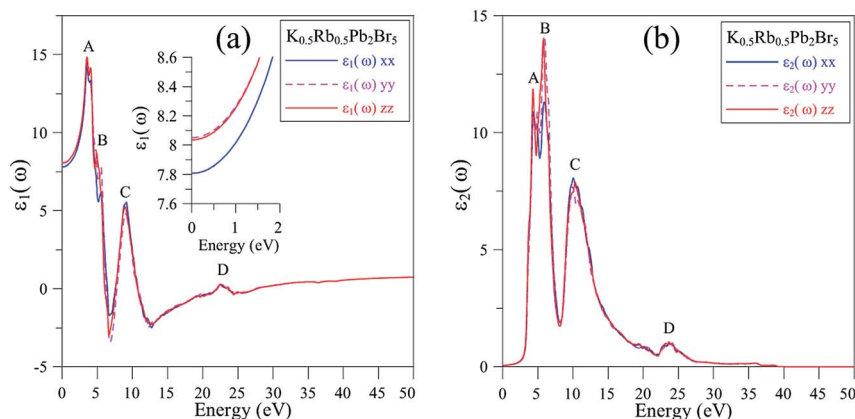 (a)
K0.5Rb0.5Pb2Br5
ε1(ω) xx
ε1(ω) yy
ε1(ω) zz
A
B
C
D
8.6
8.4
8.2
8.0
7.8
7.6
ε1(ω)
0 1 2
Energy (eV)
15
10
5
0
-5
ε1(ω)
0 5 10 15 20 25 30 35 40 45 50
Energy (eV)
(b)
K0.5Rb0.5Pb2Br5
ε2(ω) xx
ε2(ω) yy
ε2(ω) zz
A
B
C
D
15
10
5
0
ε2(ω)
0 5 10 15 20 25 30 35 40 45 50
Energy (eV)